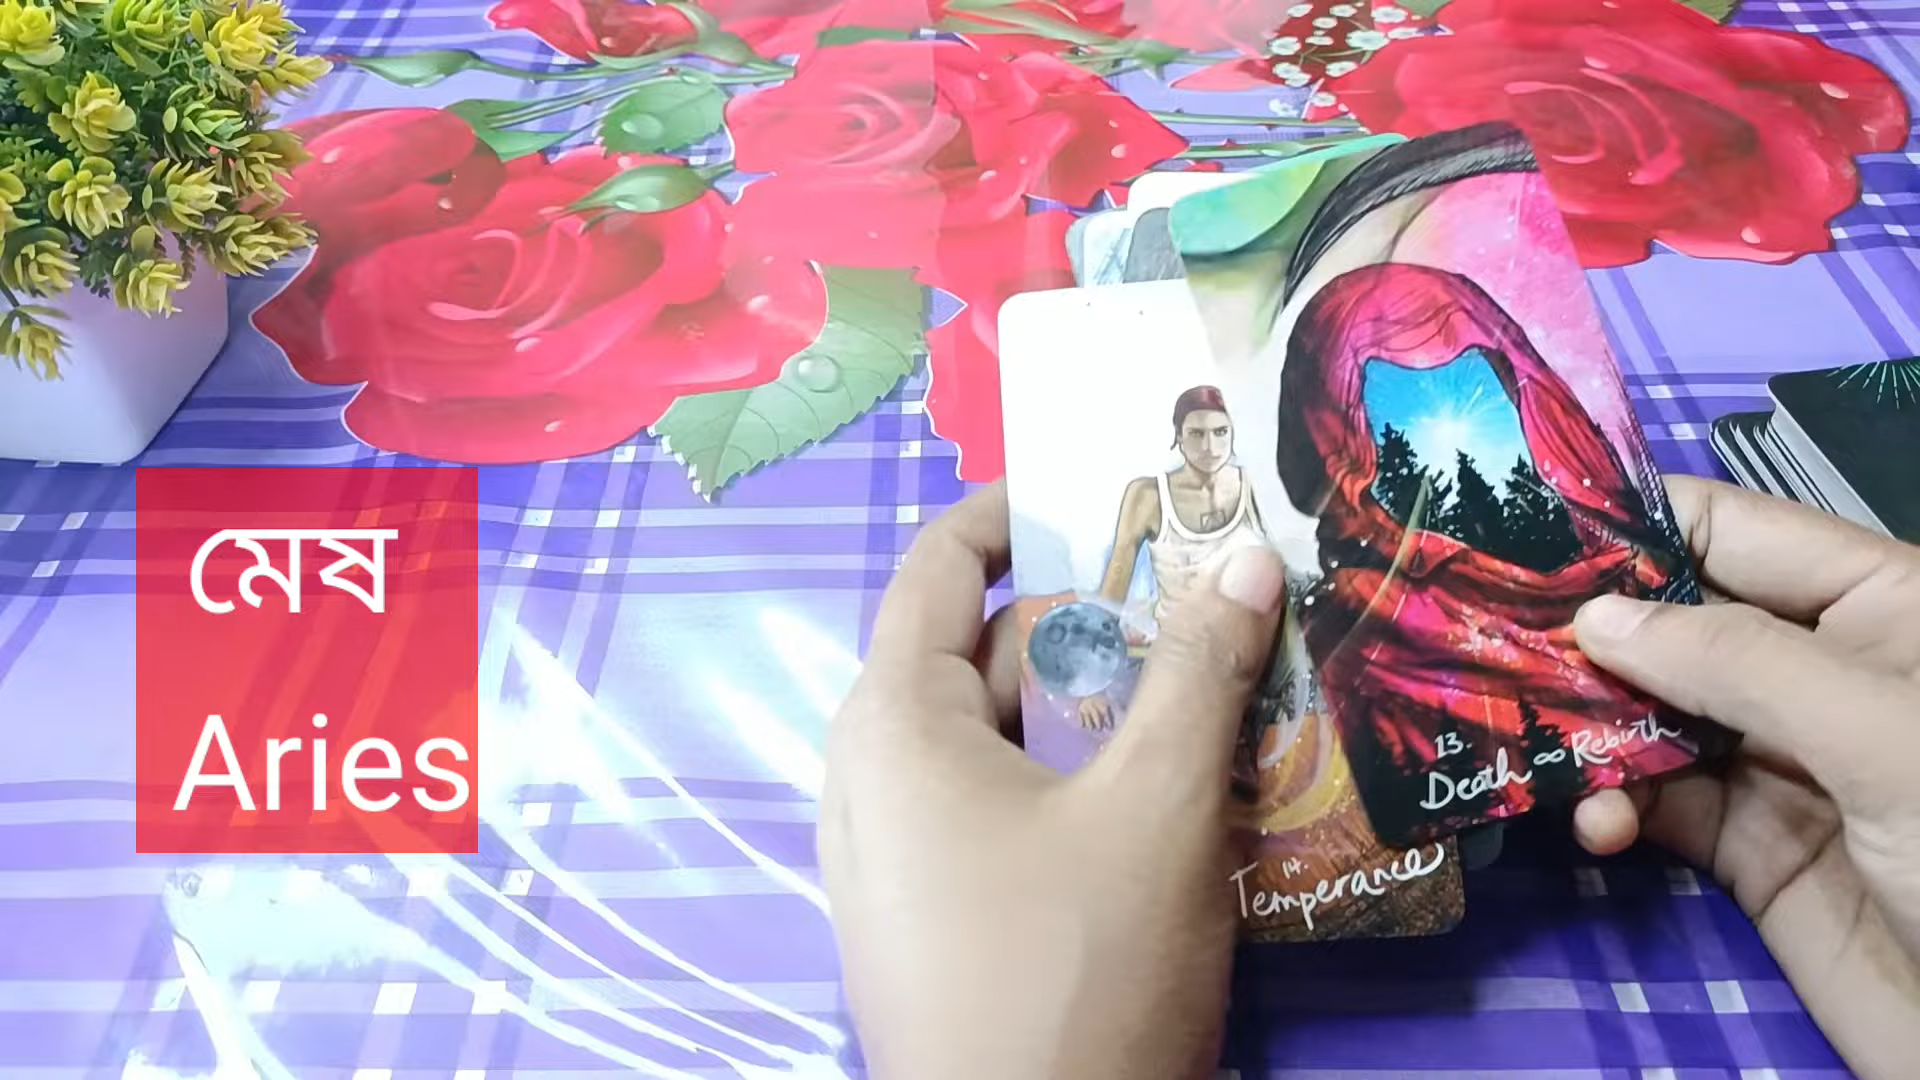 মেষ
Aries
13.
Death ∞ Rebirth
14.
Temperance